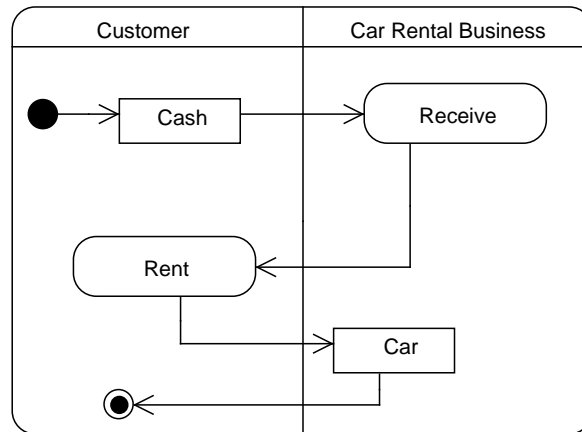 Customer
Car Rental Business
Cash
Receive
Rent
Car